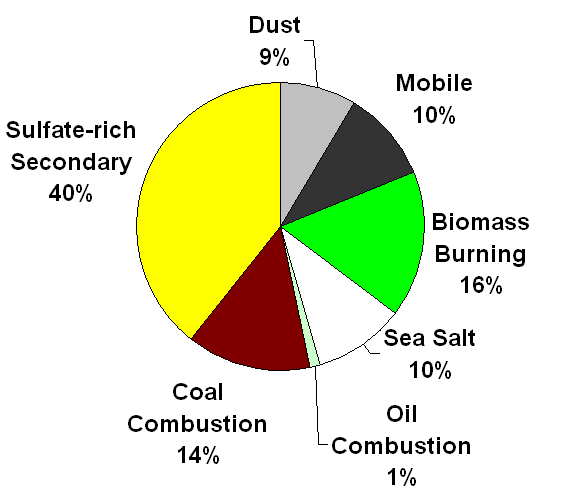 Dust
9%
Mobile
10%
Sulfate-rich
Secondary
40%
Biomass
Burning
16%
Sea Salt
10%
Oil
Combustion
1%
Coal
Combustion
14%